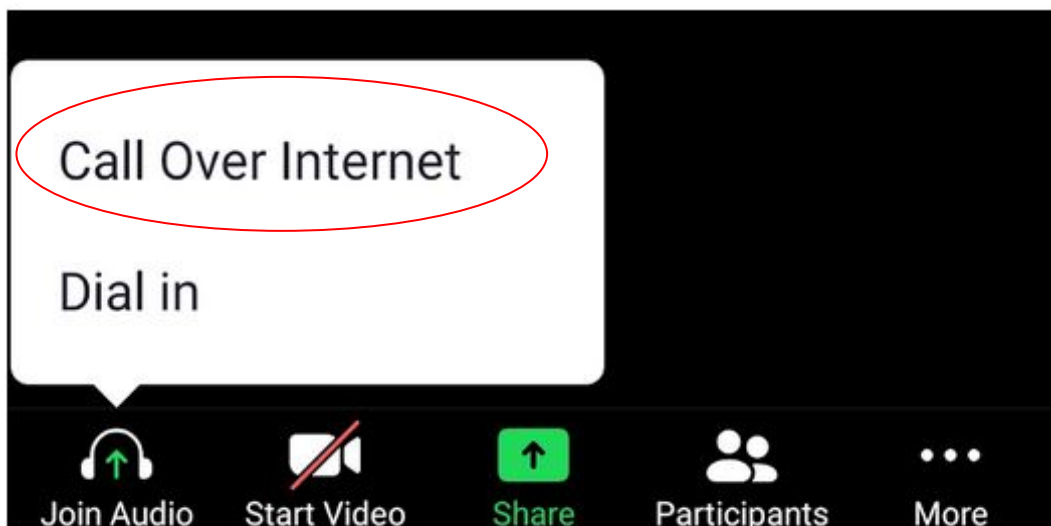 Call Over Internet
Dial in
Join Audio Start Video Share Participants More